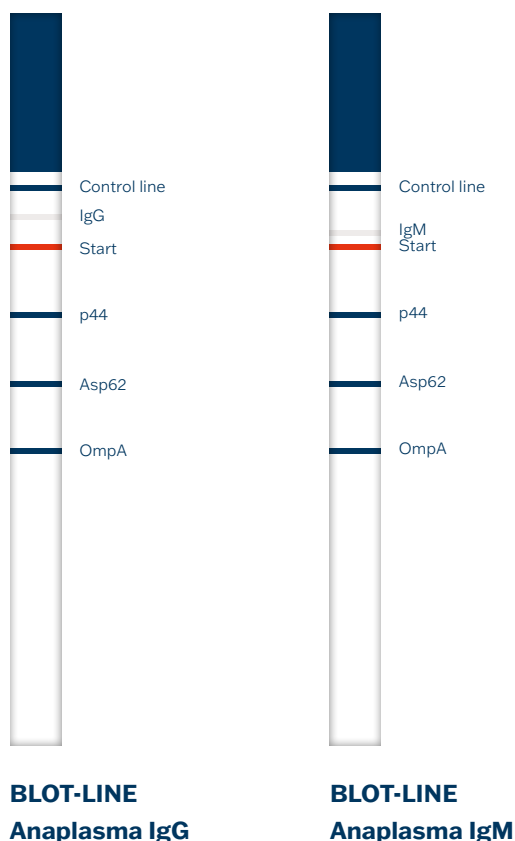 Control line
IgG
Start
p44
Asp62
OmpA
BLOT-LINE
Anaplasma IgG
Control line
IgM
Start
p44
Asp62
OmpA
BLOT-LINE
Anaplasma IgM